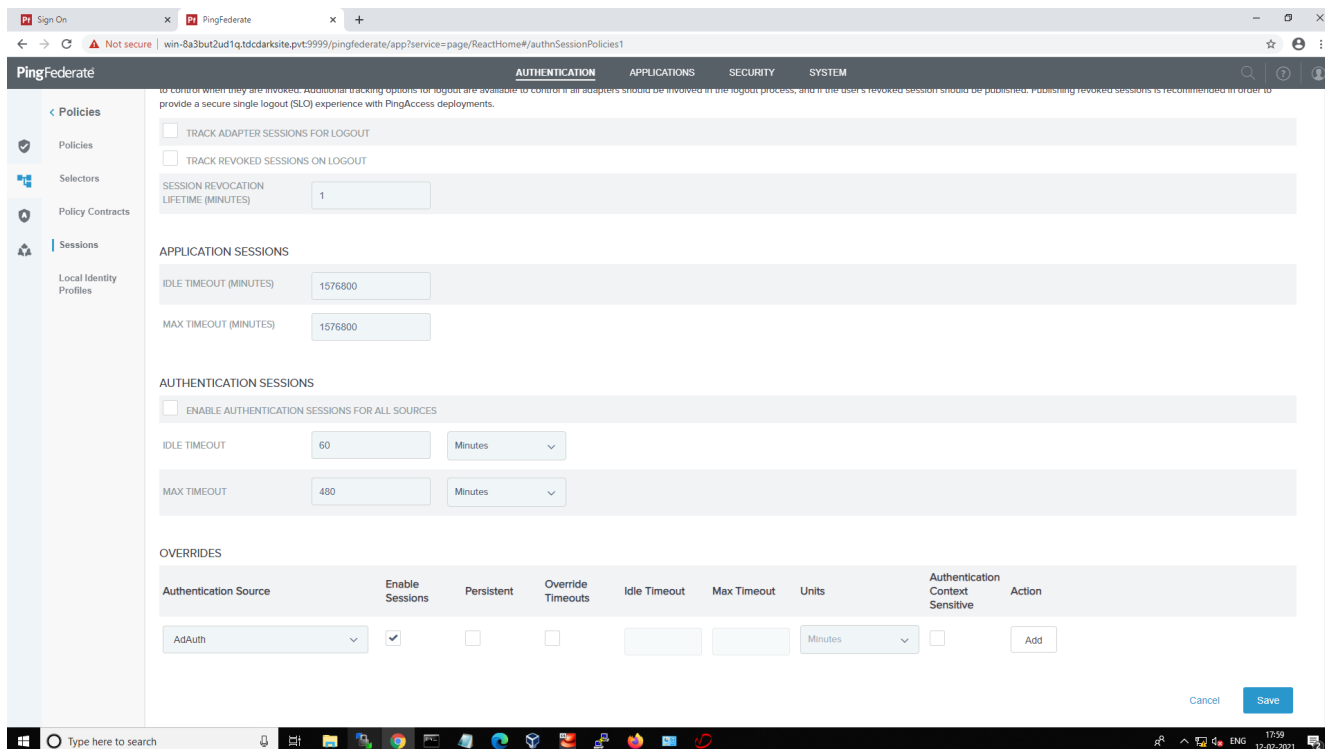 Sign On
PingFederate
Not secure
win-8a3but2ud1q.tdcdarksite.pvt:9999/pingfederate/app?service=page/ReactHome#/authnSessionPolicies1
PingFederate
AUTHENTICATION
APPLICATIONS
SECURITY
SYSTEM
Policies
Policies
Selectors
Policy Contracts
Sessions
Local Identity
Profiles
to control when they are invoked. Additional tracking options for logout are available to control if all adapters should be involved in the logout process, and if the user's revoked session should be published. Publishing revoked sessions is recommended in order to
provide a secure single logout (SLO) experience with PingAccess deployments.
TRACK ADAPTER SESSIONS FOR LOGOUT
TRACK REVOKED SESSIONS ON LOGOUT
SESSION REVOCATION
LIFETIME (MINUTES)
1
APPLICATION SESSIONS
IDLE TIMEOUT (MINUTES)
1576800
MAX TIMEOUT (MINUTES)
1576800
AUTHENTICATION SESSIONS
ENABLE AUTHENTICATION SESSIONS FOR ALL SOURCES
IDLE TIMEOUT
60
Minutes
MAX TIMEOUT
480
Minutes
OVERRIDES
Authentication Source
Enable
Sessions
Persistent
Override
Timeouts
Idle Timeout
Max Timeout
Units
Authentication
Context
Sensitive
Action
AdAuth
Minutes
Add
Cancel
Save
Type here to search
ENG
17:59
12-02-2021